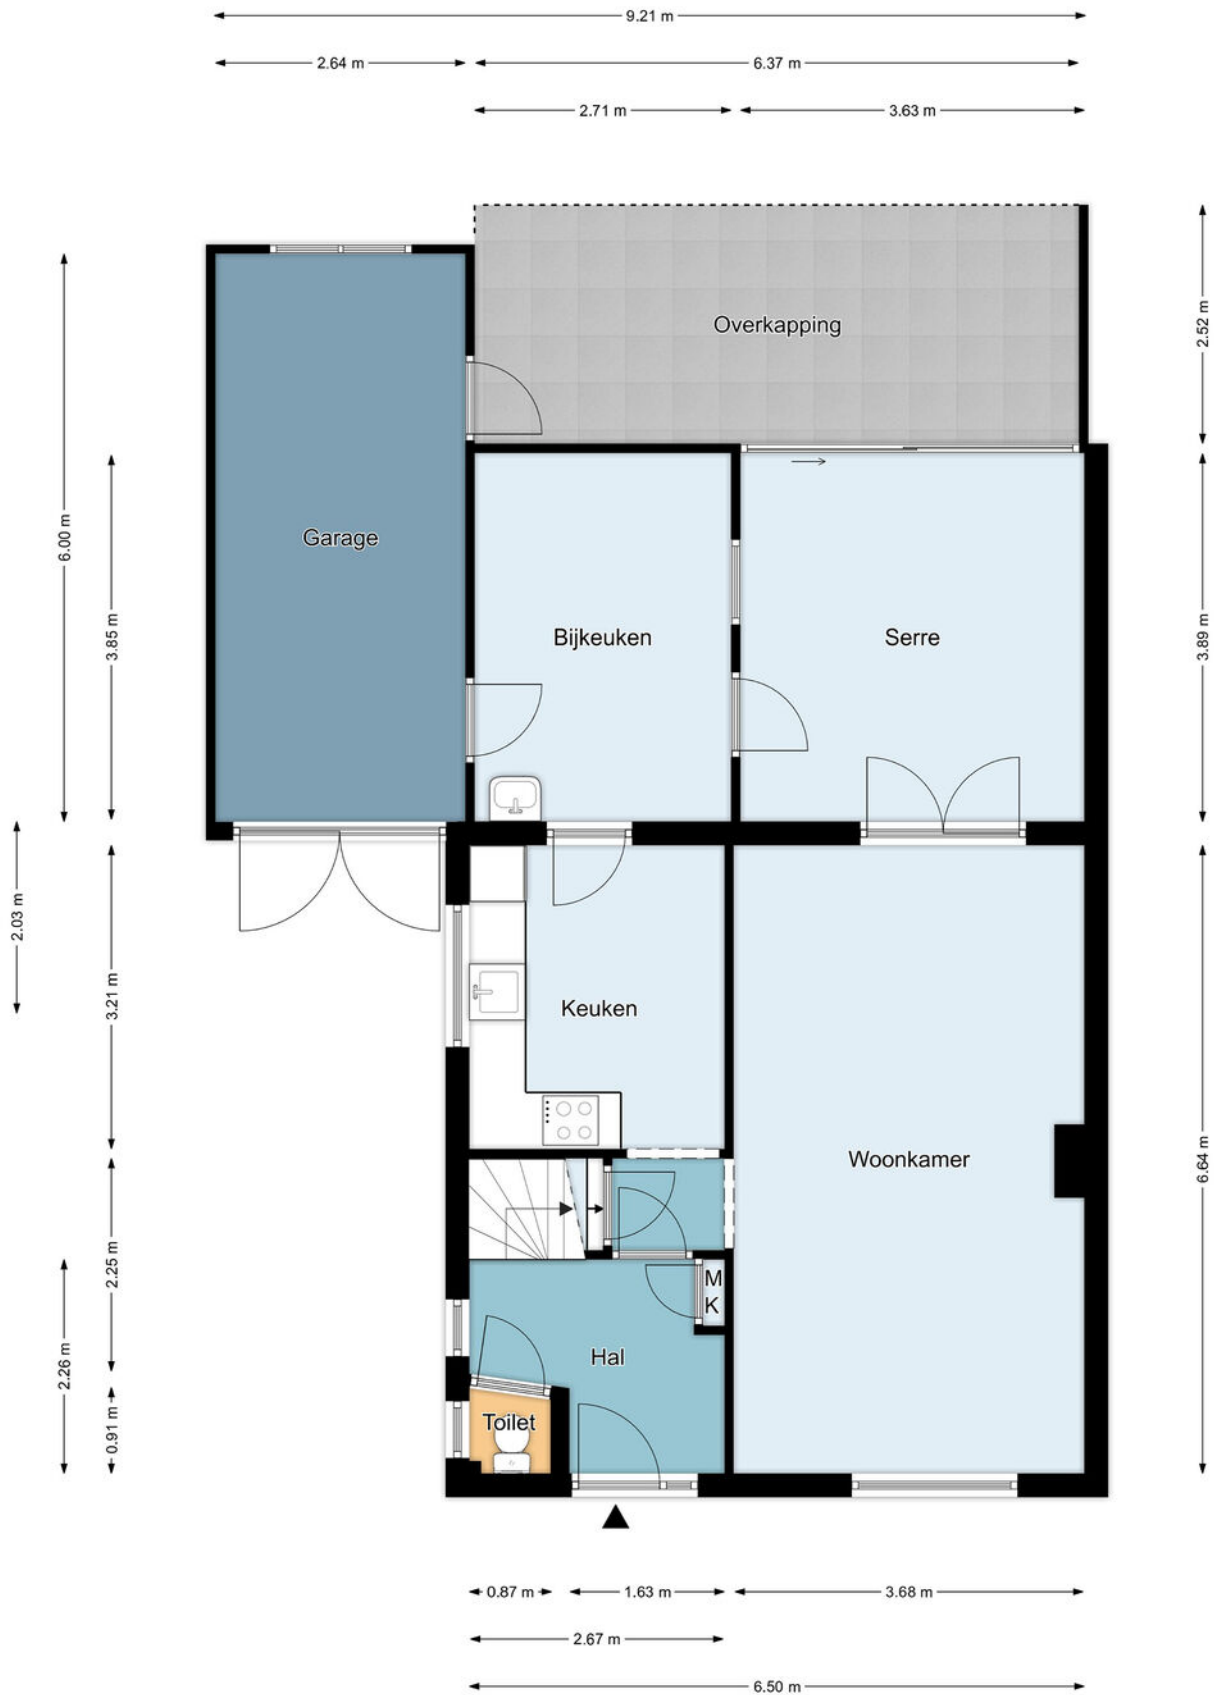 9.21 m
2.64 m
6.37 m
2.71 m
3.63 m
Overkapping
2.52 m
6.00 m
Garage
3.85 m
Bijkeuken
Serre
3.89 m
2.03 m
3.21 m
Keuken
Woonkamer
6.64 m
2.25 m
M
K
2.26 m
Hal
0.91 m
Toilet
0.87 m
1.63 m
3.68 m
2.67 m
6.50 m